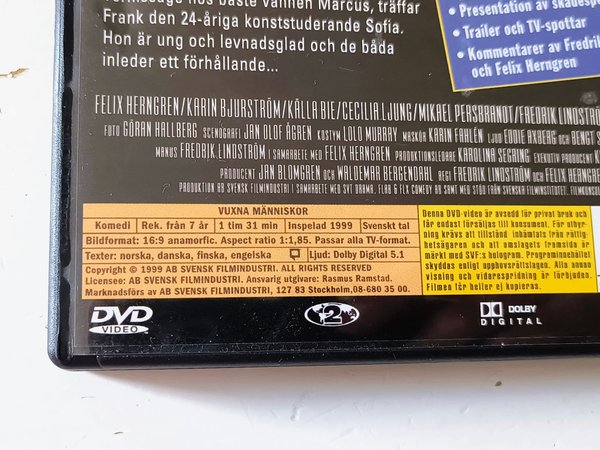 hos bäste vännen Marcus, träffar
Frank den 24-åriga konststuderande Sofia.
Hon är ung och levnadsglad och de båda
inleder ett förhållande...
• Presentation av
• Trailer och TV-spottar
• Kommentarer av Fredrik
och Felix Herngren
FELIX HERNGREN/KARIN BJURSTRÖM/KÄLLA BIE/CECILIA LJUNG/MIKAEL PERSBRANDT/FREDRIK LINDSTRÖM
FOTO GÖRAN HALLBERG SCENOGRAFI JAN OLOF ÅGREN KOSTYM LOLO MURRAY MASKÖR KARIN FAHLÉN LJUD EDDIE AXBERG OCH BENGT
MANUS FREDRIK LINDSTRÖM I SAMARBETE MED FELIX HERNGREN PRODUKTIONSLEDARE KAROLINA SEGRING EXEKUTIV PRODUCENT
PRODUCENT JAN BLOMGREN OCH WALDEMAR BERGENDAHL REGI FREDRIK LINDSTRÖM OCH FELIX HERNGREN
PRODUKTION AB SVENSK FILMINDUSTRI I SAMARBETE MED SVT DRAMA, FLAB & FLX COMEDY AB SAMT MED STÖD FRÅN SVENSKA FILMINSTITUTET.
VUXNA MÄNNISKOR
Komedi Rek. från 7 år 1 tim 31 min Inspelad 1999 Svenskt tal
Bildformat: 16:9 anamorfic. Aspect ratio 1:1,85. Passar alla TV-format.
Texter: norska, danska, finska, engelska Ljud: Dolby Digital 5.1
Copyright © 1999 AB SVENSK FILMINDUSTRI. ALL RIGHTS RESERVED
Licensee: AB SVENSK FILMINDUSTRI. Ansvarig utgivare: Rasmus Ramstad.
Marknadsförs av AB SVENSK FILMINDUSTRI, 127 83 Stockholm,08-680 35 00.
Denna DVD-video är avsedd för privat bruk och
får endast försäljas till konsument. För uthyr-
ning krävs att tillstånd inhämtats från rättig-
hetsägaren och att omslagets framsida är
märkt med SVF:s hologram. Programinnehållet
skyddas enligt upphovsrättslagen. Alla annan
visning och vidarespridning är förbjuden.
Filmen får heller ej kopieras.
DVD
VIDEO
2
DOLBY
DIGITAL